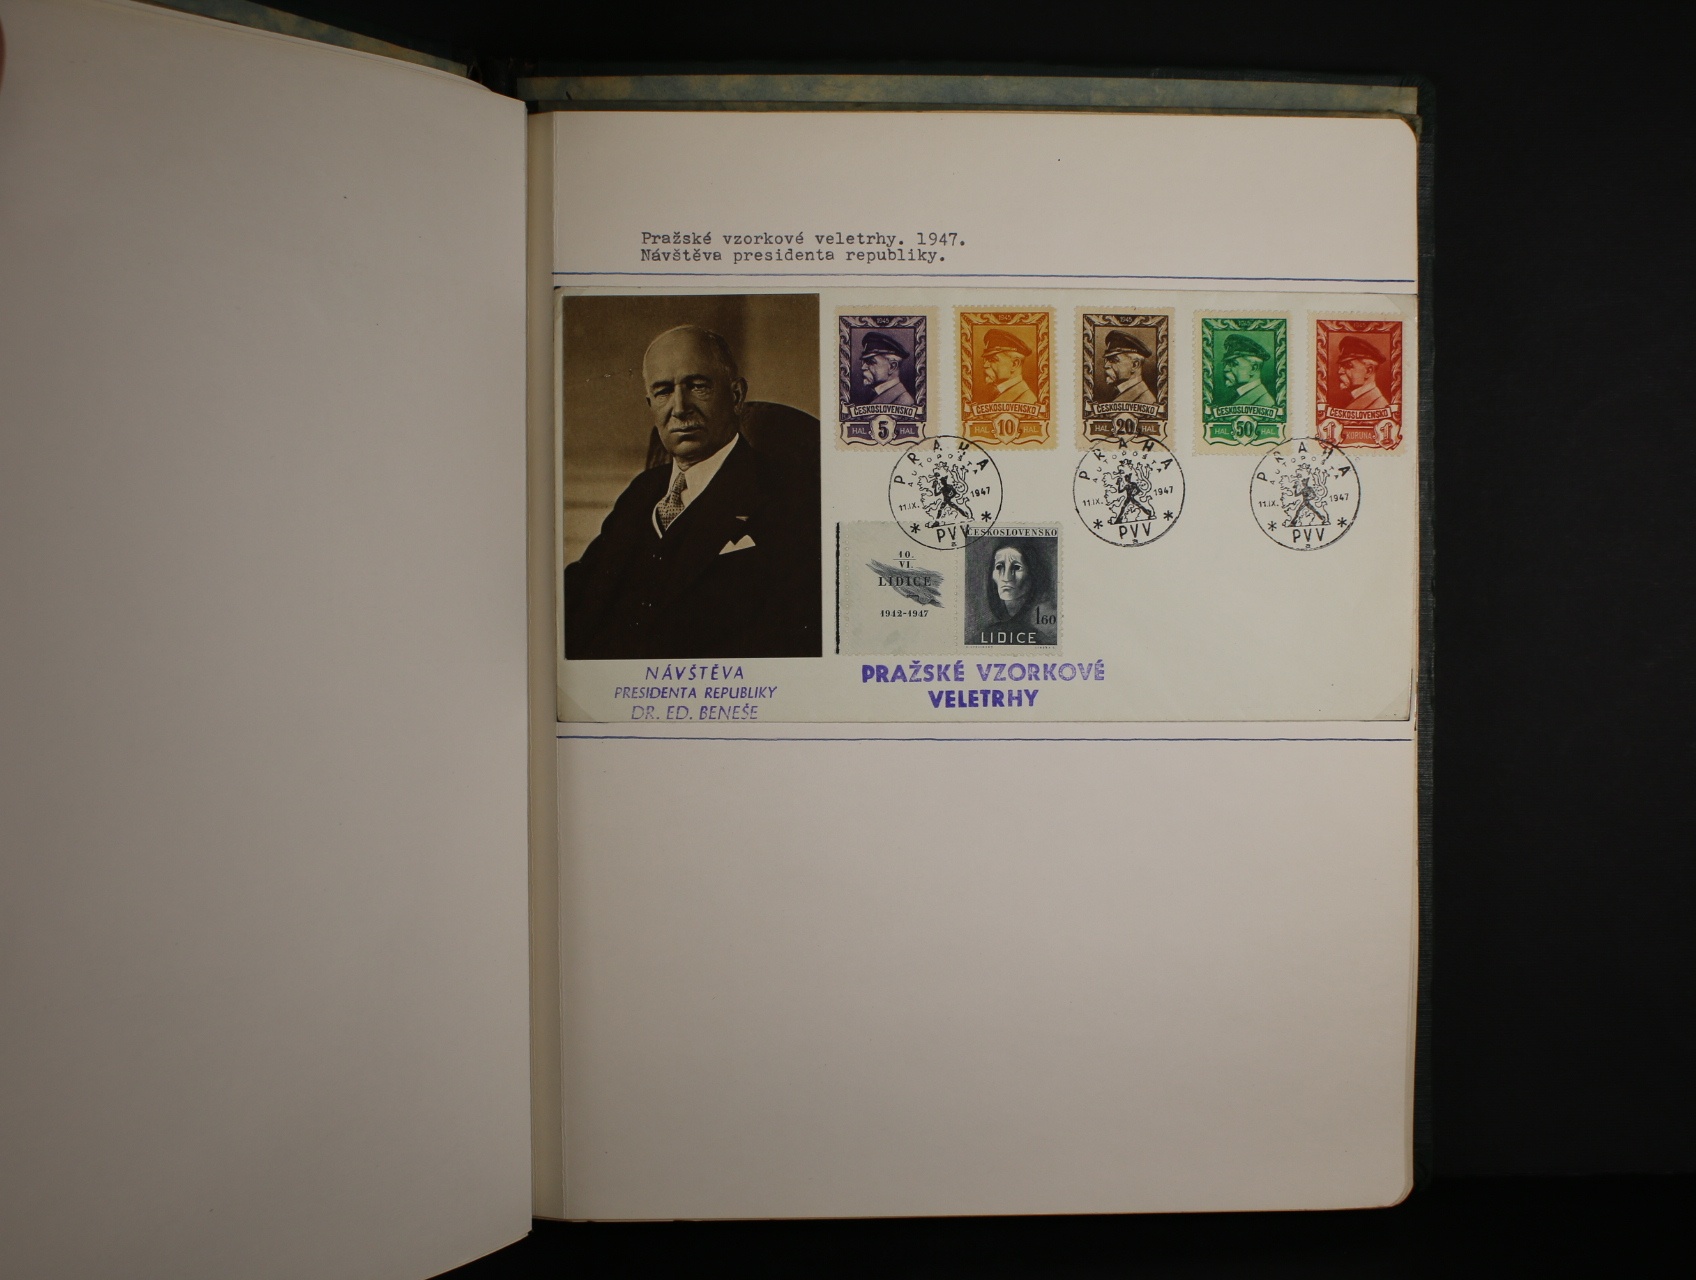 Pražské vzorkové veletrhy. 1947.
Návštěva presidenta republiky.
1945
ČESKOSLOVENSKO
HAL 5 HAL
1945
ČESKOSLOVENSKO
HAL 10 HAL
1945
ČESKOSLOVENSKO
HAL 20 HAL
1945
ČESKOSLOVENSKO
HAL 50 HAL
1945
ČESKOSLOVENSKO
1 KORUNA 1
PRAHA
AUTOPOŠTA
11.IX. 1947
* PVV *
a
PRAHA
AUTOPOŠTA
11.IX. 1947
* PVV *
a
PRAHA
AUTOPOŠTA
11.IX. 1947
* PVV *
a
10.
VI.
LIDICE
1942-1947
ČESKOSLOVENSKO
1 60
LIDICE
NÁVŠTĚVA
PRESIDENTA REPUBLIKY
DR. ED. BENEŠE
PRAŽSKÉ VZORKOVÉ
VELETRHY